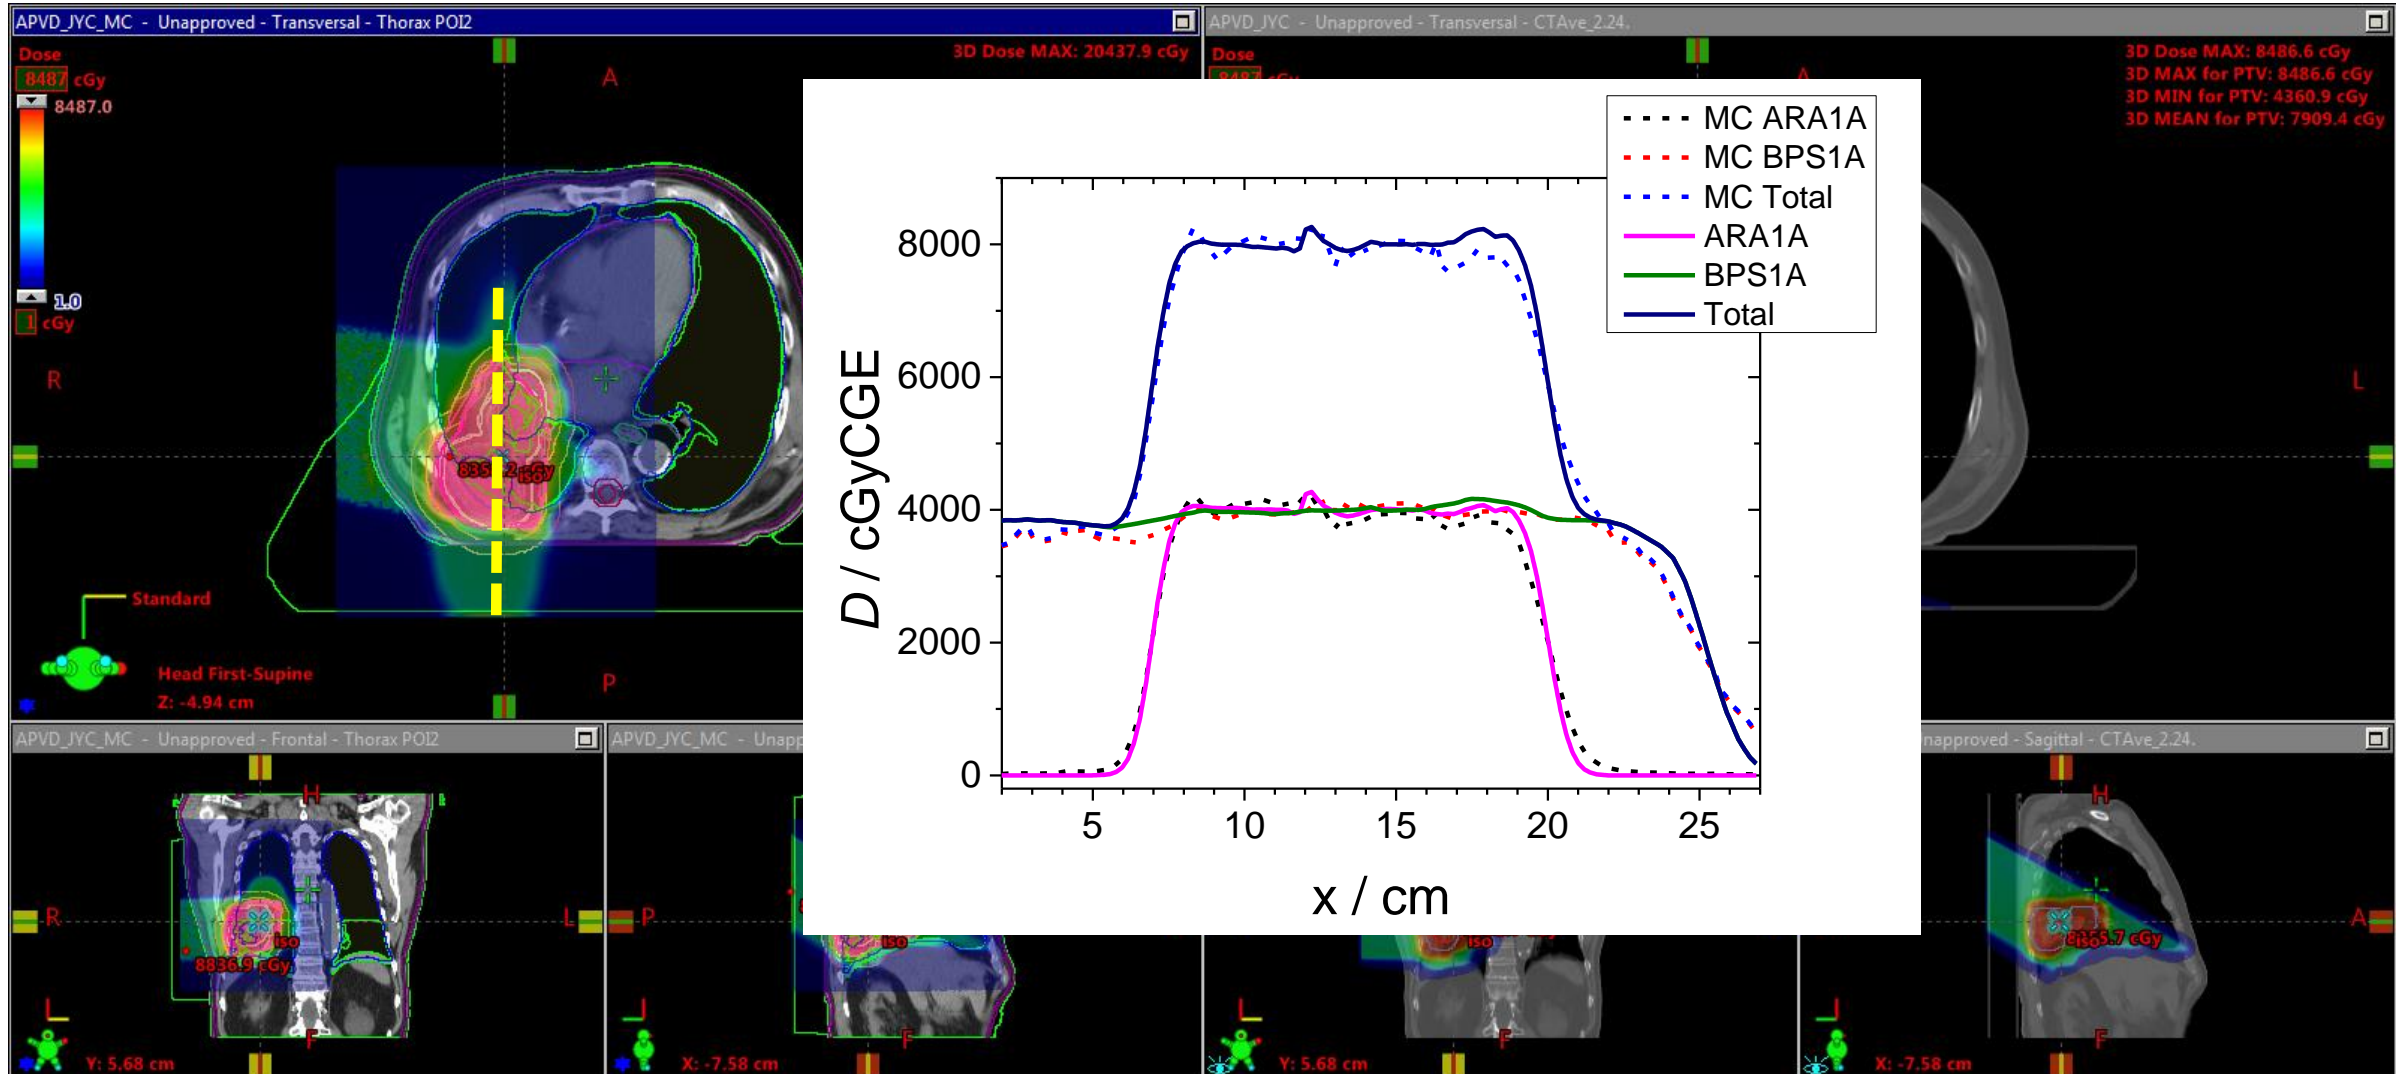 APVD_JYC_MC - Unapproved - Transversal - Thorax POI2
APVD_JYC - Unapproved - Transversal - CTAve_2.24.
Dose
8487 cGy
8487.0
1.0
1 cGy
3D Dose MAX: 20437.9 cGy
A
R
P
iso
Standard
Head First-Supine
Z: -4.94 cm
Dose
3D Dose MAX: 8486.6 cGy
3D MAX for PTV: 8486.6 cGy
3D MIN for PTV: 4360.9 cGy
3D MEAN for PTV: 7909.4 cGy
L
MC ARA1A
MC BPS1A
MC Total
ARA1A
BPS1A
Total
8000
6000
4000
2000
0
D / cGyCGE
5 10 15 20 25
x / cm
APVD_JYC_MC - Unapproved - Frontal - Thorax POI2
H
R
L
iso
8836.9 cGy
F
Y: 5.68 cm
APVD_JYC_MC
P
iso
F
X: -7.58 cm
iso
F
Y: 5.68 cm
napproved - Sagittal - CTAve_2.24.
H
A
iso
5.7 cGy
F
X: -7.58 cm